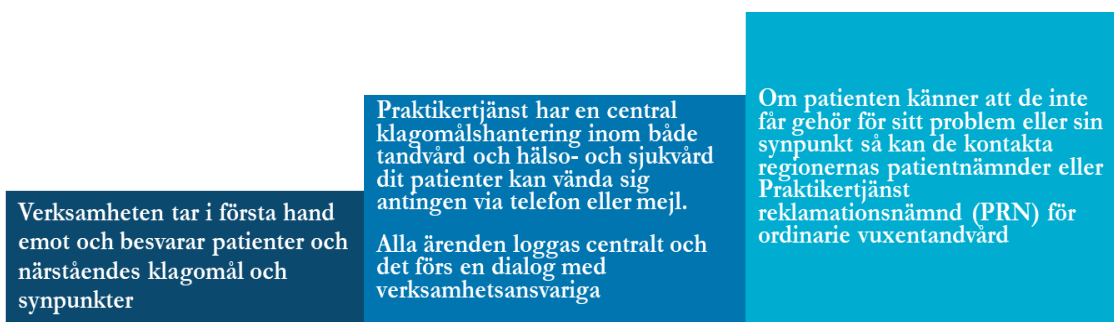 Verksamheten tar i första hand
emot och besvarar patienter och
närståendes klagomål och
synpunkter
Praktikertjänst har en central
klagomålshantering inom både
tandvård och hälso- och sjukvård
dit patienter kan vända sig
antingen via telefon eller mejl.
Alla ärenden loggas centralt och
det förs en dialog med
verksamhetsansvariga
Om patienten känner att de inte
får gehör för sitt problem eller sin
synpunkt så kan de kontakta
regionernas patientnämnder eller
Praktikertjänst
reklamationsnämnd (PRN) för
ordinarie vuxentandvård